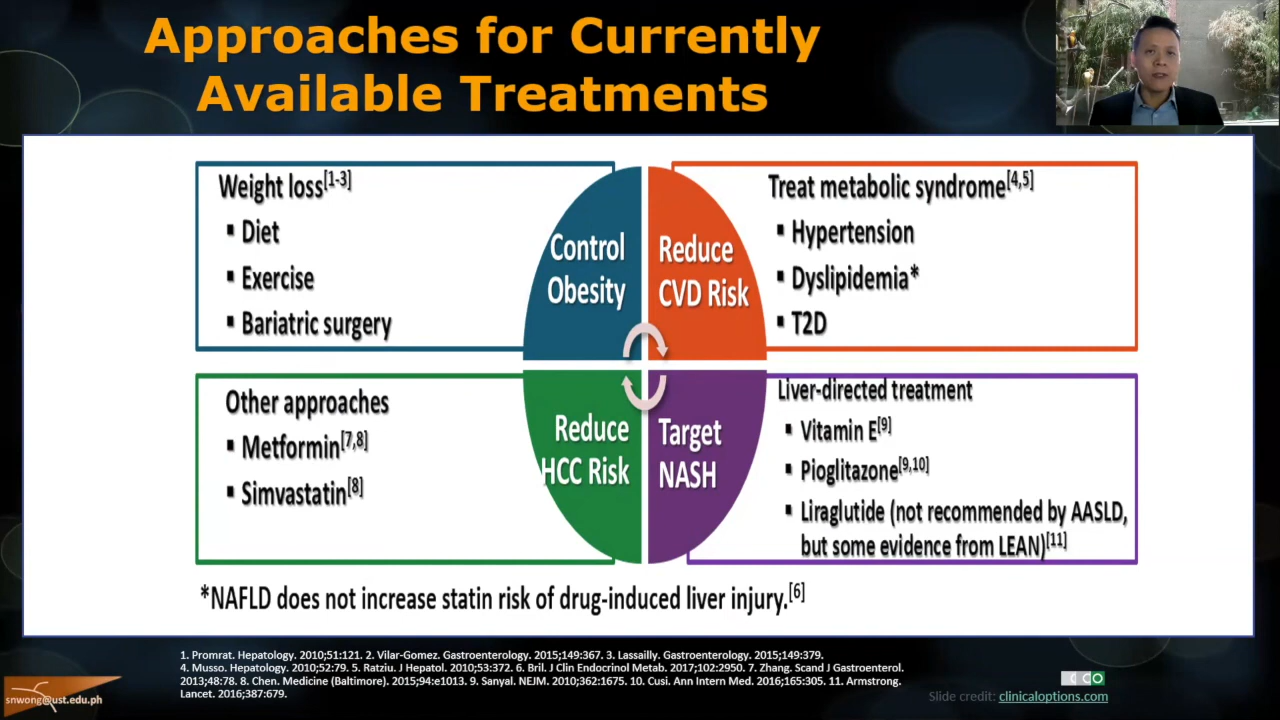 Approaches for Currently
Available Treatments
Weight loss[1-3]
▪ Diet
▪ Exercise
▪ Bariatric surgery
Control
Obesity
Reduce
CVD Risk
Treat metabolic syndrome[4,5]
▪ Hypertension
▪ Dyslipidemia*
▪ T2D
Other approaches
▪ Metformin[7,8]
▪ Simvastatin[8]
Reduce
HCC Risk
Target
NASH
Liver-directed treatment
▪ Vitamin E[9]
▪ Pioglitazone[9,10]
▪ Liraglutide (not recommended by AASLD,
but some evidence from LEAN)[11]
*NAFLD does not increase statin risk of drug-induced liver injury.[6]
1. Promrat. Hepatology. 2010;51:121. 2. Vilar-Gomez. Gastroenterology. 2015;149:367. 3. Lassailly. Gastroenterology. 2015;149:379.
4. Musso. Hepatology. 2010;52:79. 5. Ratziu. J Hepatol. 2010;53:372. 6. Bril. J Clin Endocrinol Metab. 2017;102:2950. 7. Zhang. Scand J Gastroenterol.
2013;48:78. 8. Chen. Medicine (Baltimore). 2015;94:e1013. 9. Sanyal. NEJM. 2010;362:1675. 10. Cusi. Ann Intern Med. 2016;165:305. 11. Armstrong.
Lancet. 2016;387:679.
snwong@ust.edu.ph
CCO
Slide credit: clinicaloptions.com